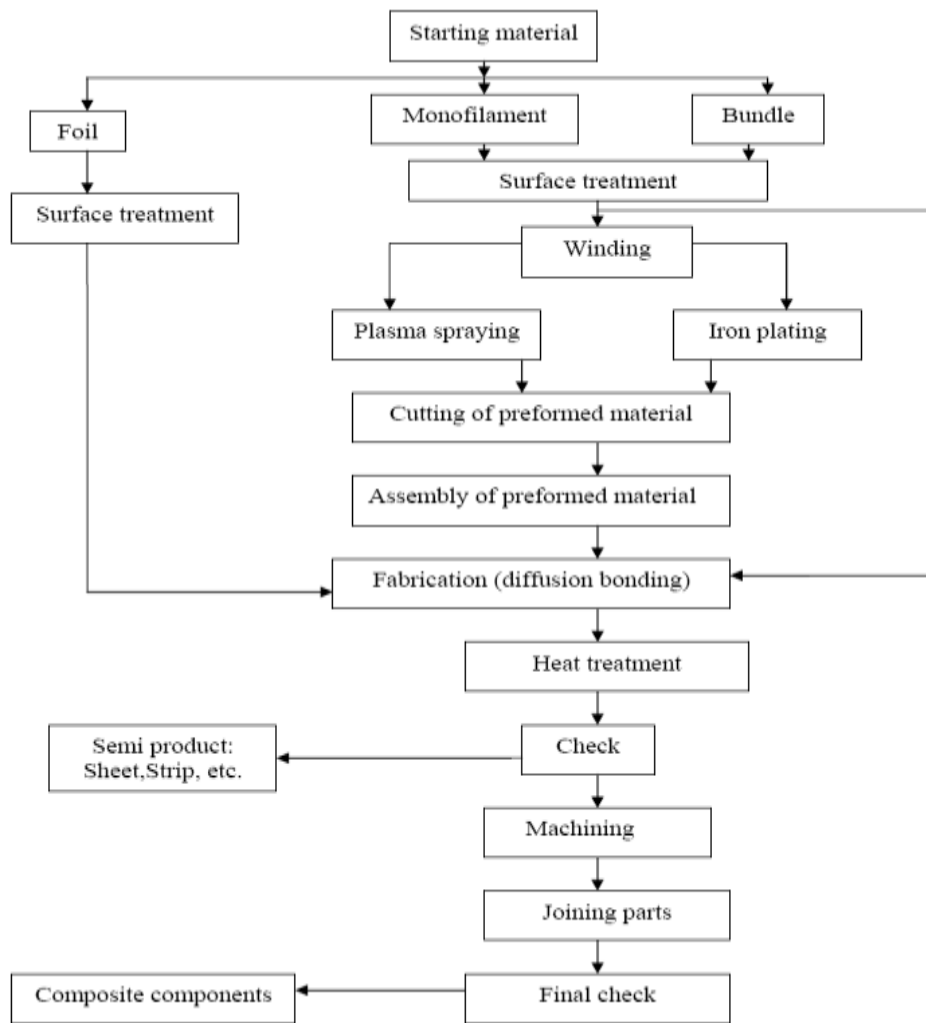 Starting material
Foil
Monofilament
Bundle
Surface treatment
Surface treatment
Winding
Plasma spraying
Iron plating
Cutting of preformed material
Assembly of preformed material
Fabrication (diffusion bonding)
Heat treatment
Semi product:
Sheet,Strip, etc.
Check
Machining
Joining parts
Composite components
Final check